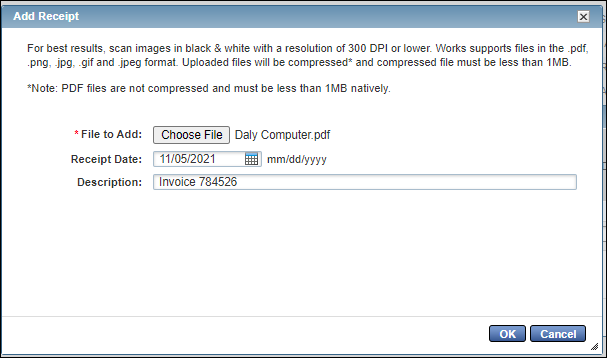 Add Receipt
For best results, scan images in black & white with a resolution of 300 DPI or lower. Works supports files in the .pdf,
.png, .jpg, .gif and .jpeg format. Uploaded files will be compressed* and compressed file must be less than 1MB.
*Note: PDF files are not compressed and must be less than 1MB natively.
* File to Add: Choose File Daly Computer.pdf
Receipt Date: 11/05/2021 mm/dd/yyyy
Description: Invoice 784526
OK Cancel